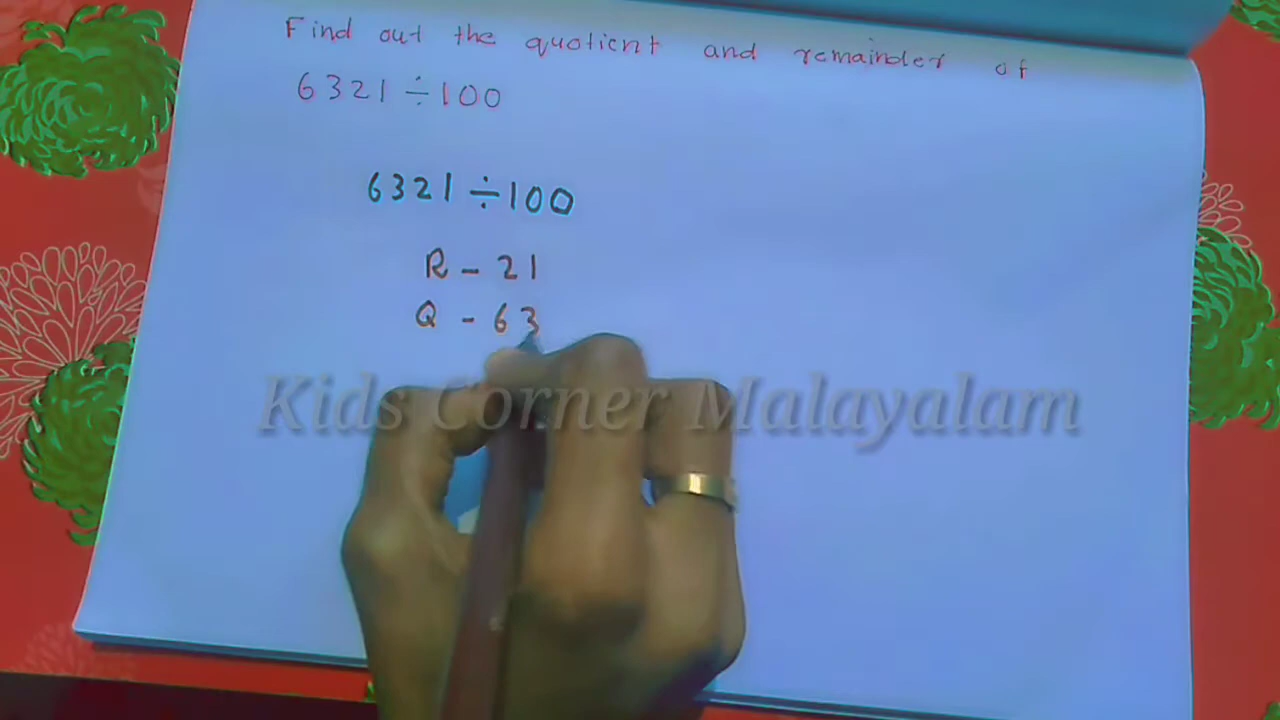 Find out the quotient and remainder of
6321 ÷ 100
6321 ÷ 100
R - 21
Q - 63
Kids Corner Malayalam